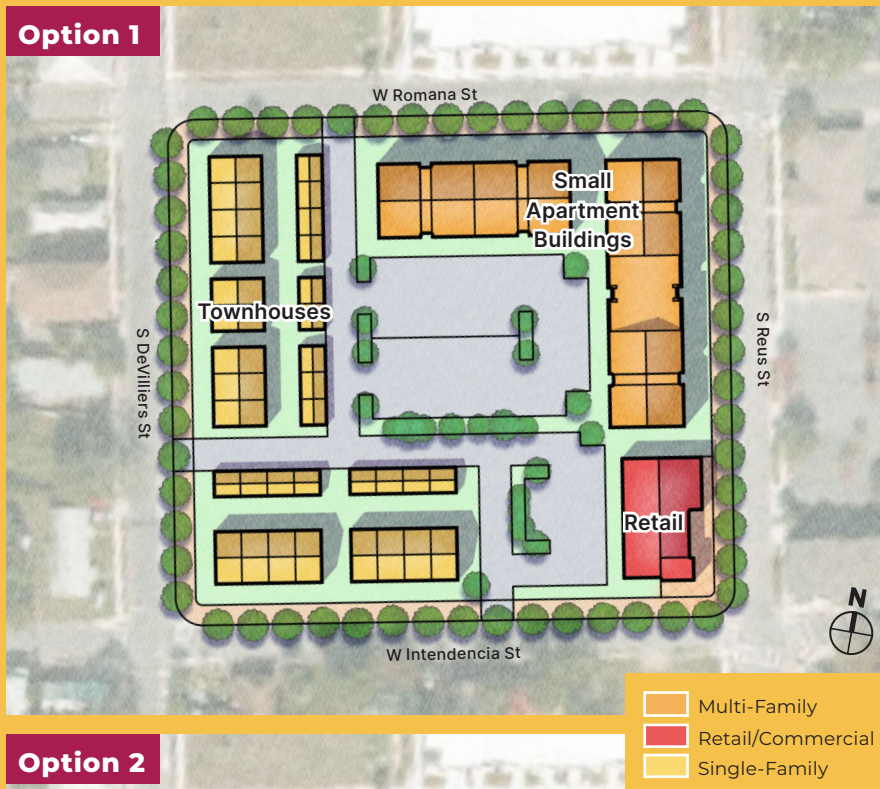 Option 1
W Romana St
Small
Apartment
Buildings
Townhouses
S DeVilliers St
S Reus St
Retail
N
W Intendencia St
Multi-Family
Retail/Commercial
Single-Family
Option 2